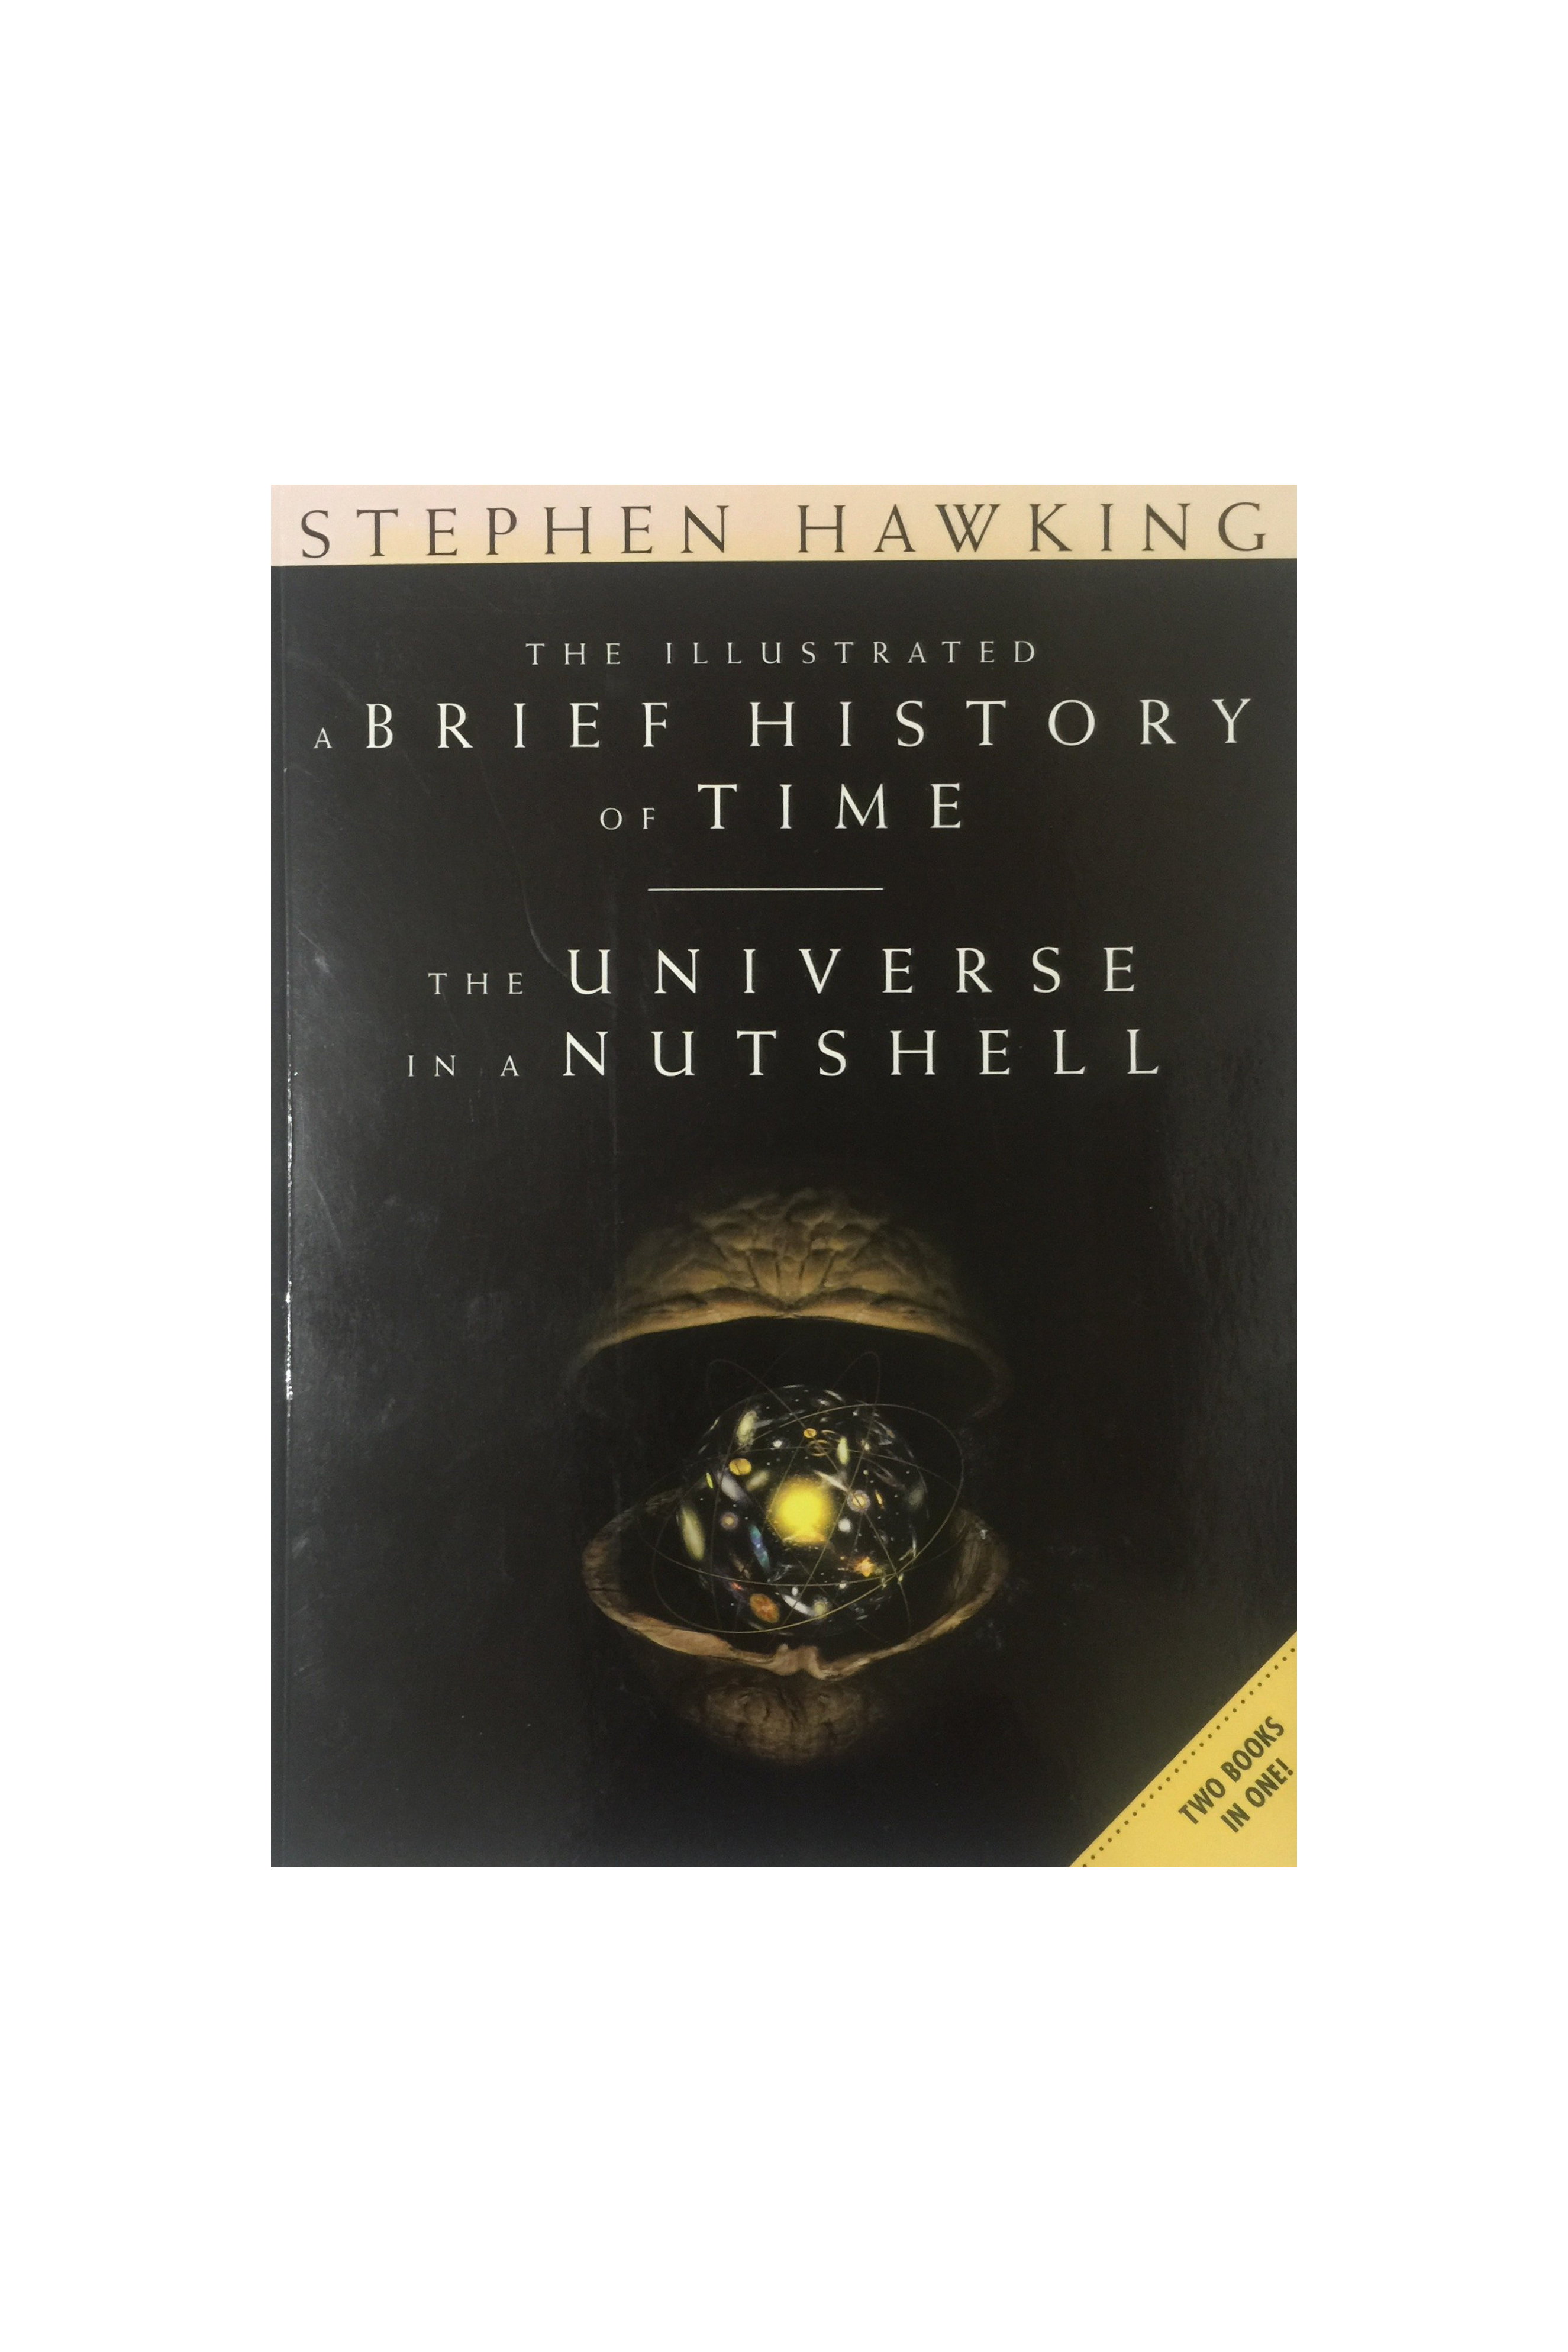 STEPHEN HAWKING
THE ILLUSTRATED
A BRIEF HISTORY
OF TIME
THE UNIVERSE
IN A NUTSHELL
TWO BOOKS
IN ONE!